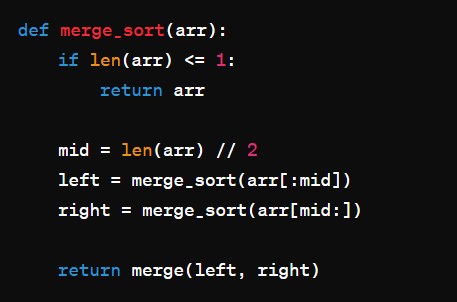 def merge_sort(arr):
    if len(arr) <= 1:
        return arr

    mid = len(arr) // 2
    left = merge_sort(arr[:mid])
    right = merge_sort(arr[mid:])

    return merge(left, right)